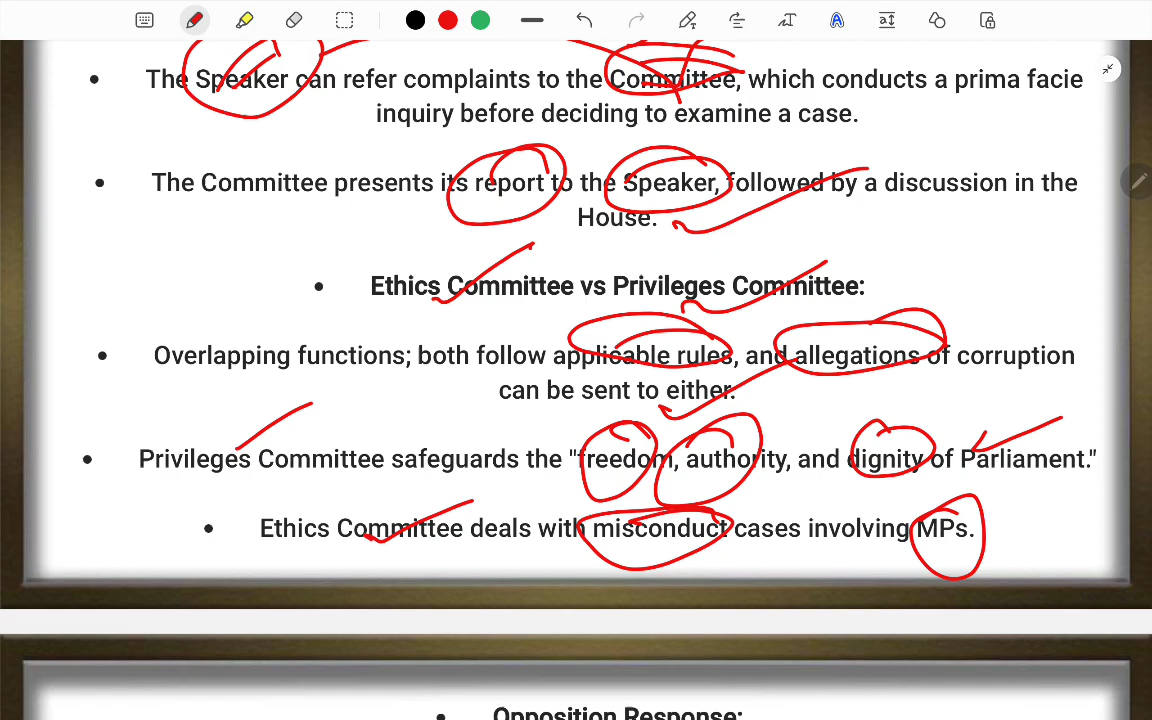 • The Speaker can refer complaints to the Committee, which conducts a prima facie
inquiry before deciding to examine a case.
• The Committee presents its report to the Speaker, followed by a discussion in the
House.
• Ethics Committee vs Privileges Committee:
• Overlapping functions; both follow applicable rules, and allegations of corruption
can be sent to either.
• Privileges Committee safeguards the "freedom, authority, and dignity of Parliament."
• Ethics Committee deals with misconduct cases involving MPs.
• Opposition Response: